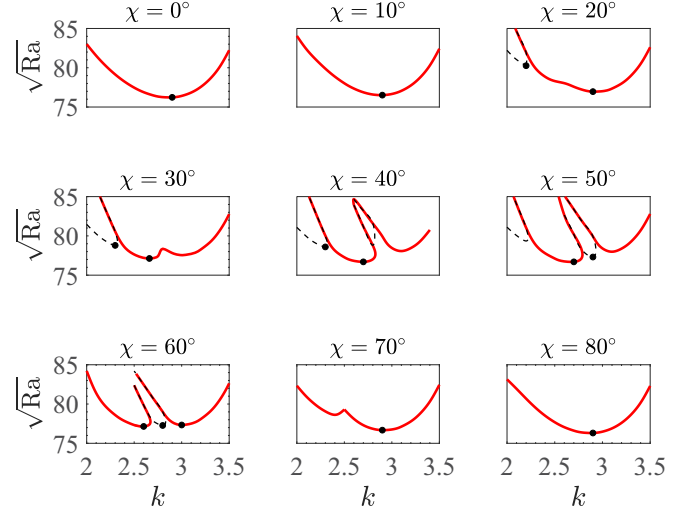 χ = 0°
χ = 10°
χ = 20°
√Ra
85
80
75
χ = 30°
χ = 40°
χ = 50°
√Ra
85
80
75
χ = 60°
χ = 70°
χ = 80°
√Ra
85
80
75
2 2.5 3 3.5
2 2.5 3 3.5
2 2.5 3 3.5
k
k
k